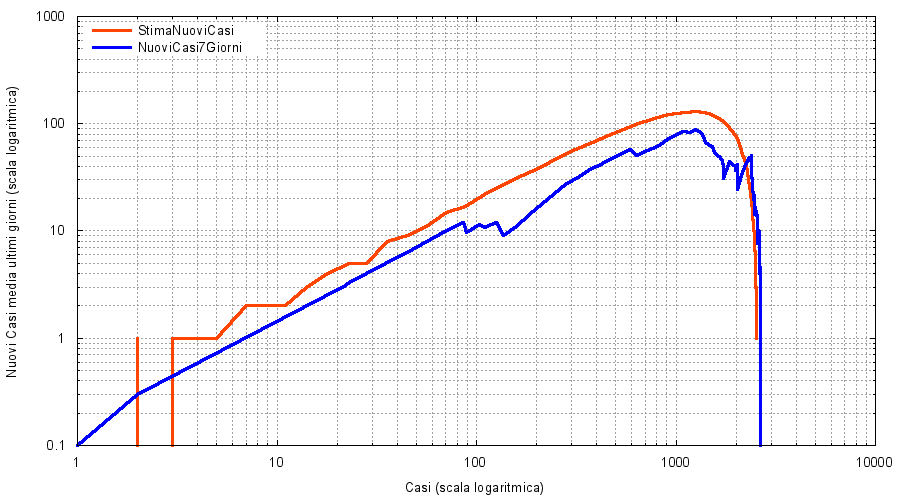 1000
StimaNuoviCasi
NuoviCasi7Giorni
100
10
1
0.1
Nuovi Casi media ultimi giorni (scala logaritmica)
1 10 100 1000 10000
Casi (scala logaritmica)